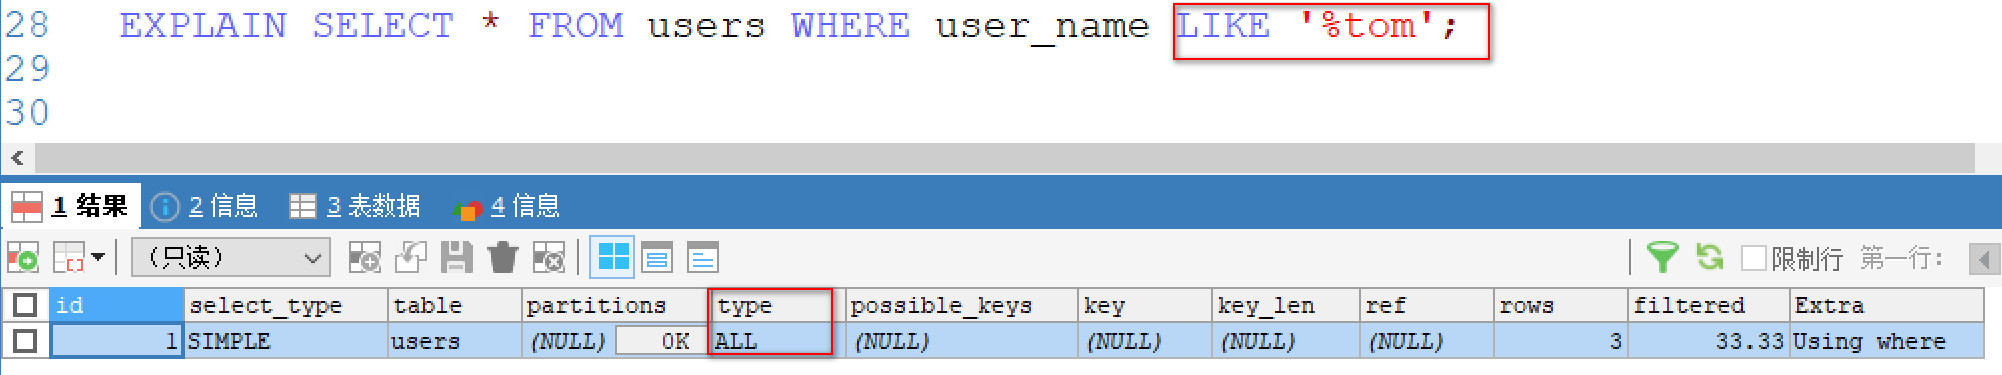 28 EXPLAIN SELECT * FROM users WHERE user_name LIKE '%tom';
29
30
1 结果 2 信息 3 表数据 4 信息
(只读) 限制行 第一行:
id select_type table partitions type possible_keys key key_len ref rows filtered Extra
1 SIMPLE users (NULL) 0K ALL (NULL) (NULL) (NULL) (NULL) 3 33.33 Using where